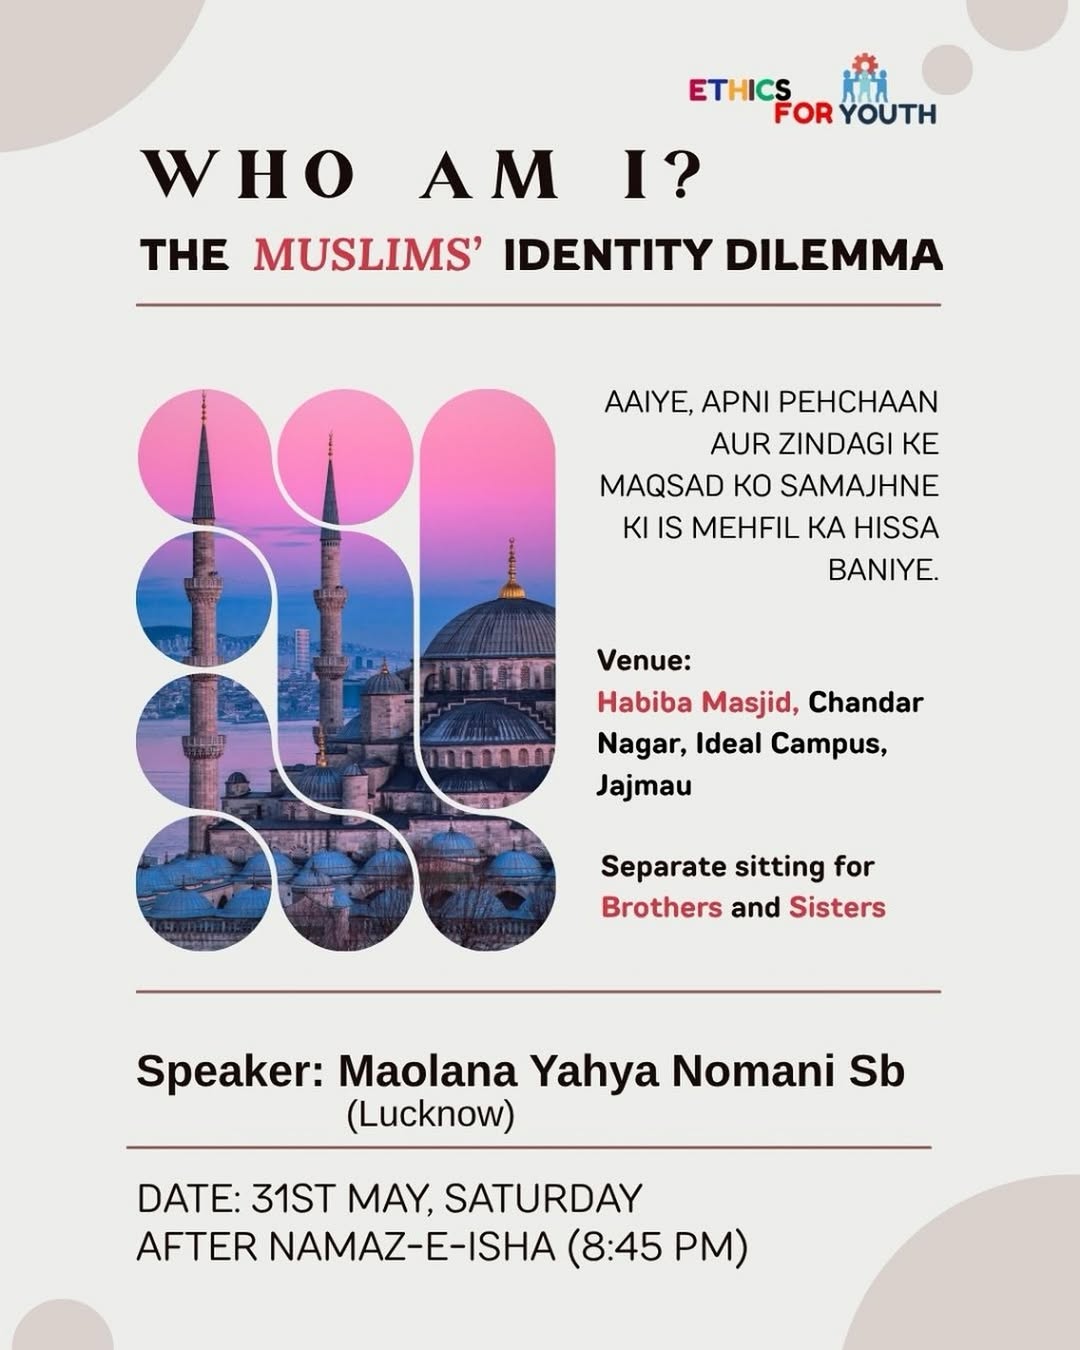 ETHICS
FOR YOUTH
WHO AM I?
THE MUSLIMS’ IDENTITY DILEMMA
AAIYE, APNI PEHCHAAN
AUR ZINDAGI KE
MAQSAD KO SAMAJHNE
KI IS MEHFIL KA HISSA
BANIYE.
Venue:
Habiba Masjid, Chandar
Nagar, Ideal Campus,
Jajmau
Separate sitting for
Brothers and Sisters
Speaker: Maolana Yahya Nomani Sb
(Lucknow)
DATE: 31ST MAY, SATURDAY
AFTER NAMAZ-E-ISHA (8:45 PM)